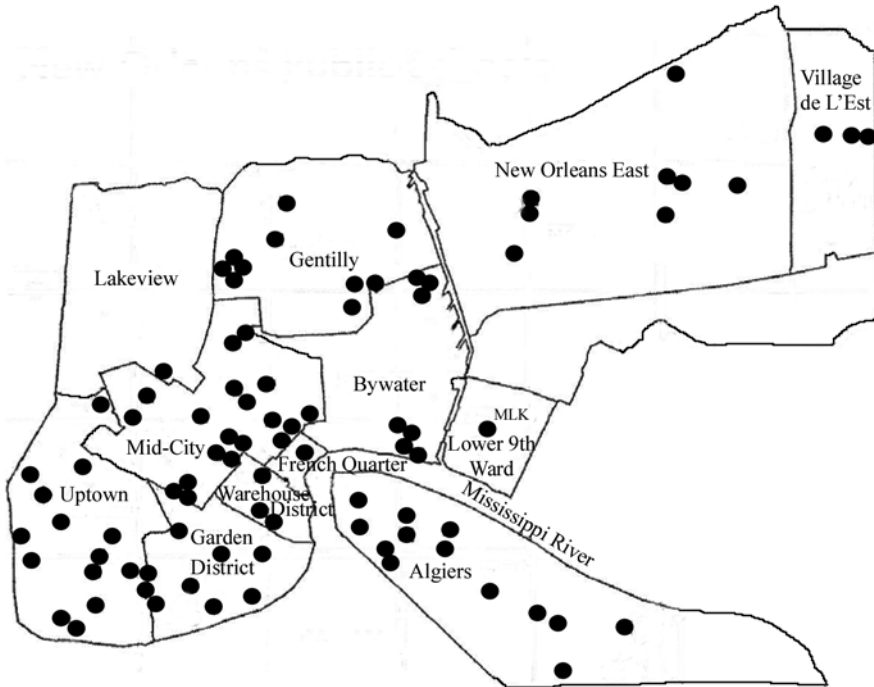 Village
de L'Est
New Orleans East
Gentilly
Lakeview
Bywater
MLK
Lower 9th
Ward
Mid-City
French Quarter
Uptown
Warehouse
District
Mississippi River
Garden
District
Algiers